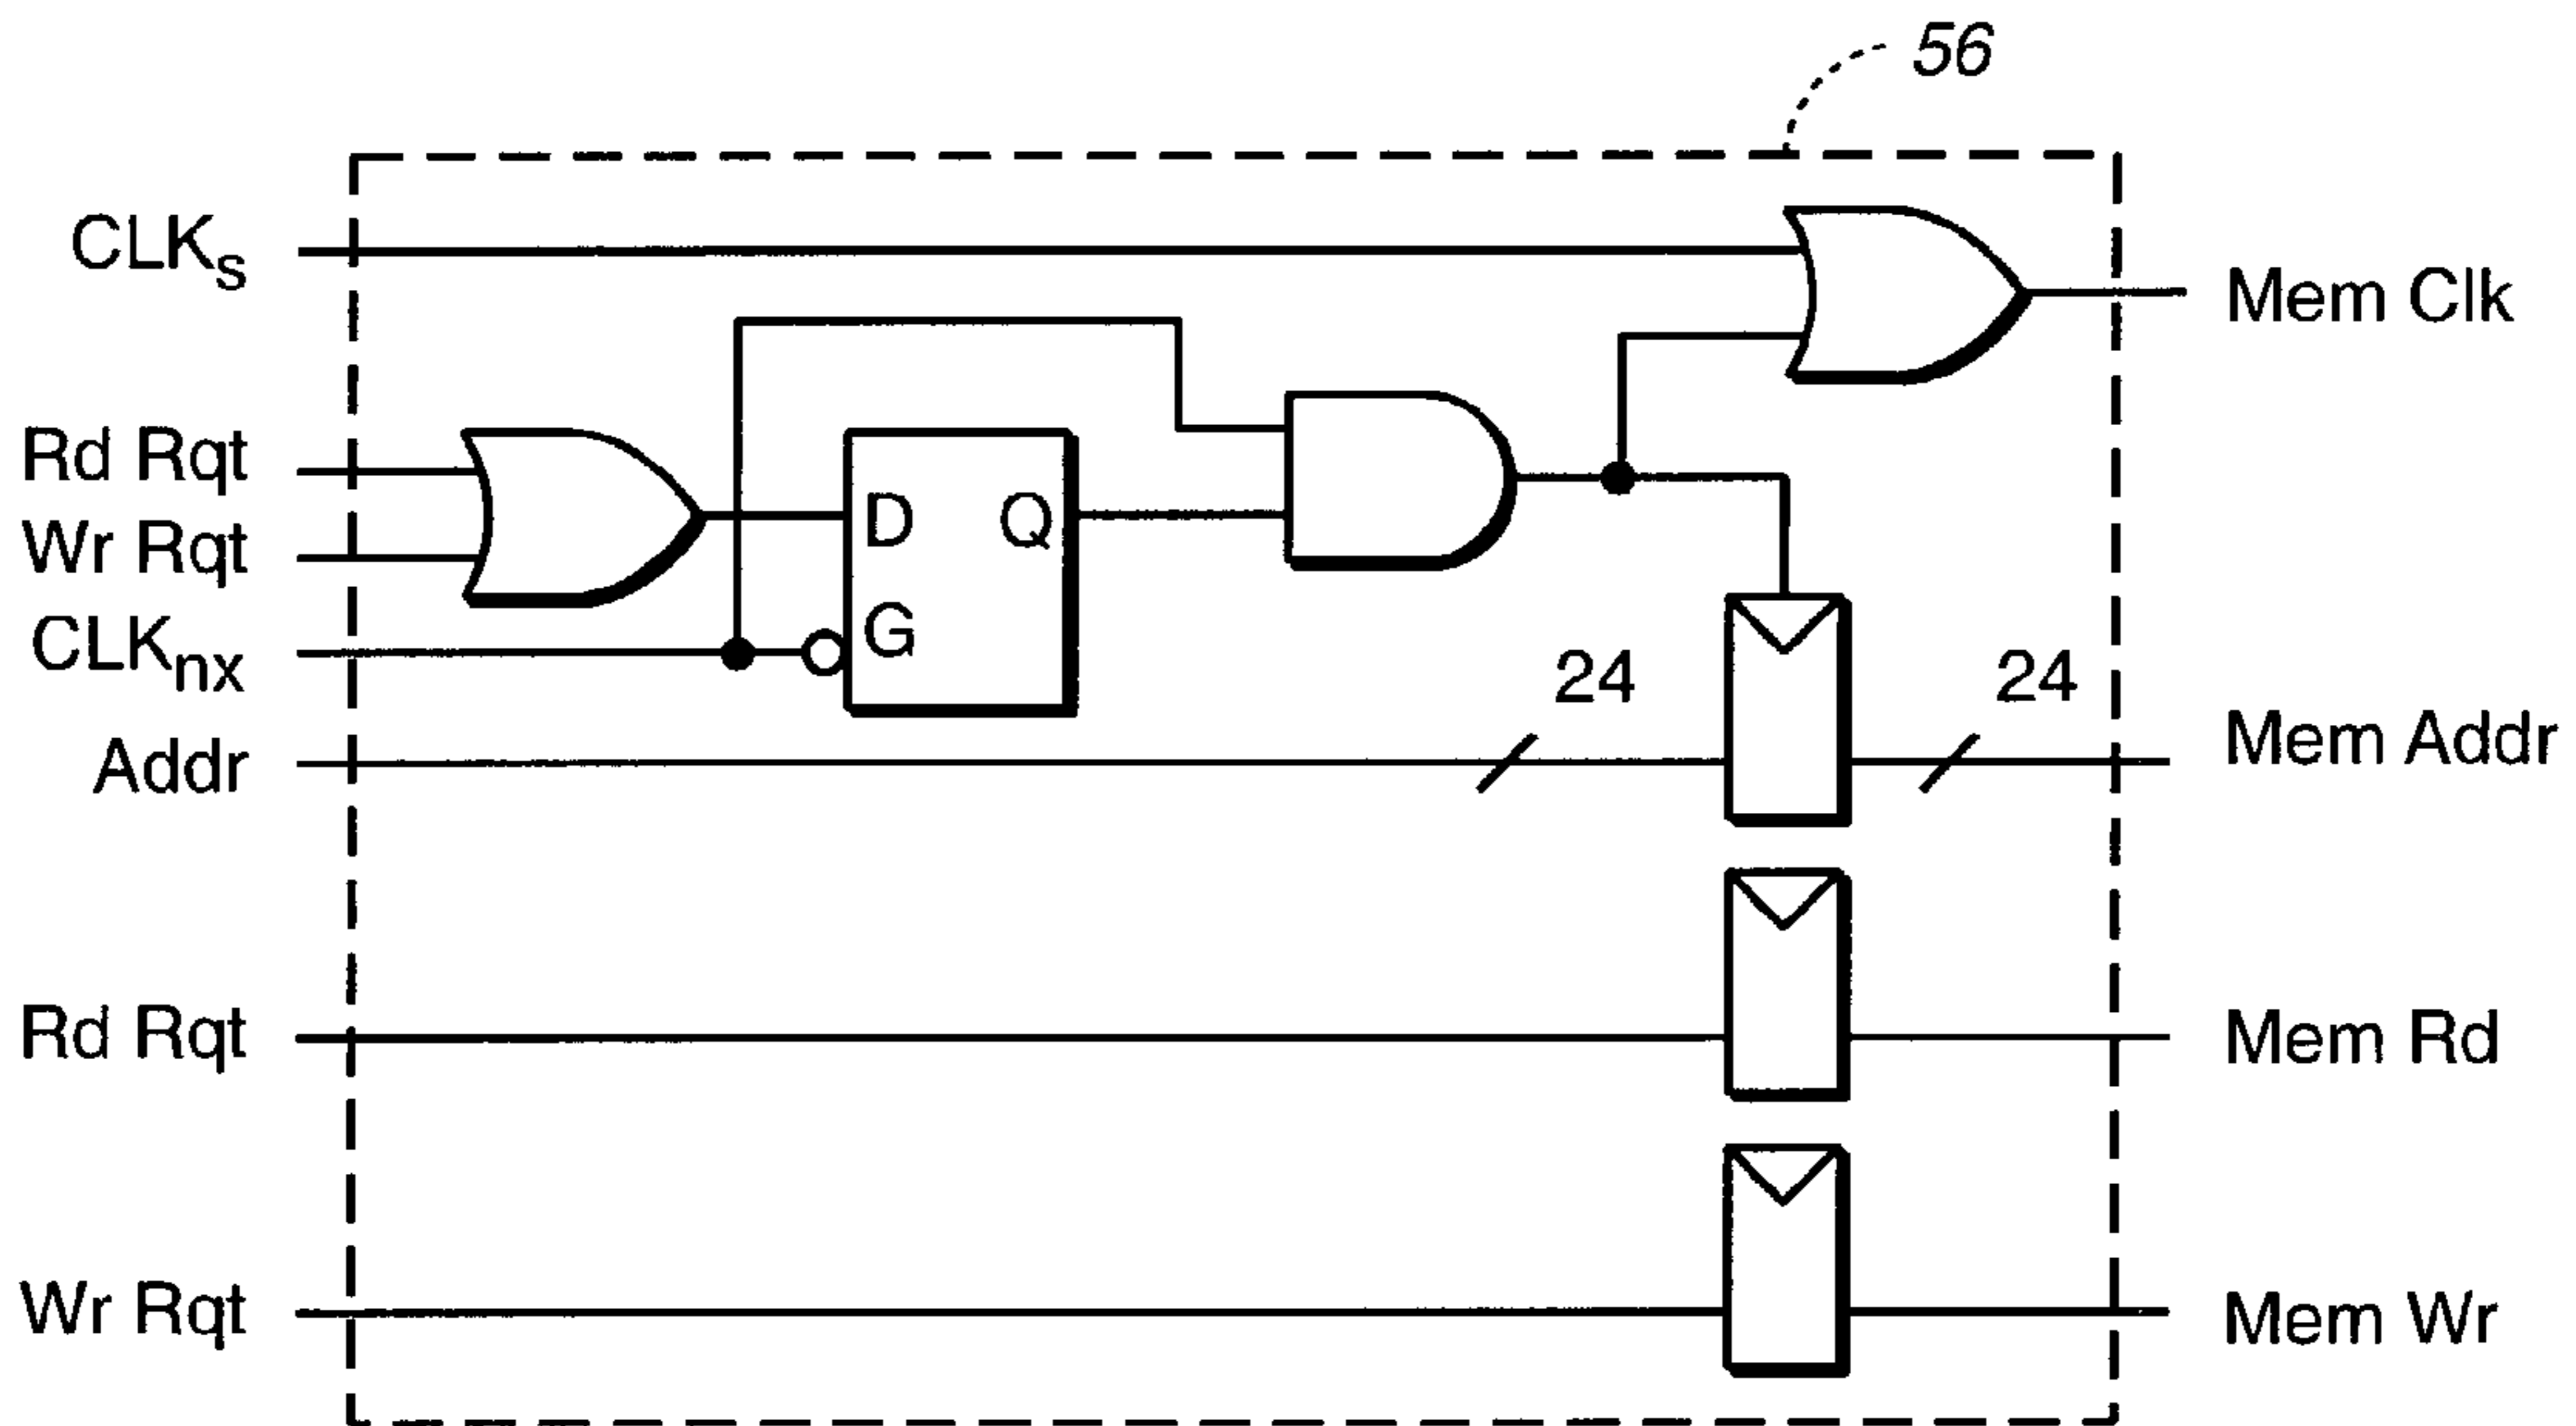 56
CLKs
Mem Clk
Rd Rqt
Wr Rqt
D Q
CLKnx
G
24 24
Addr
Mem Addr
Rd Rqt
Mem Rd
Wr Rqt
Mem Wr